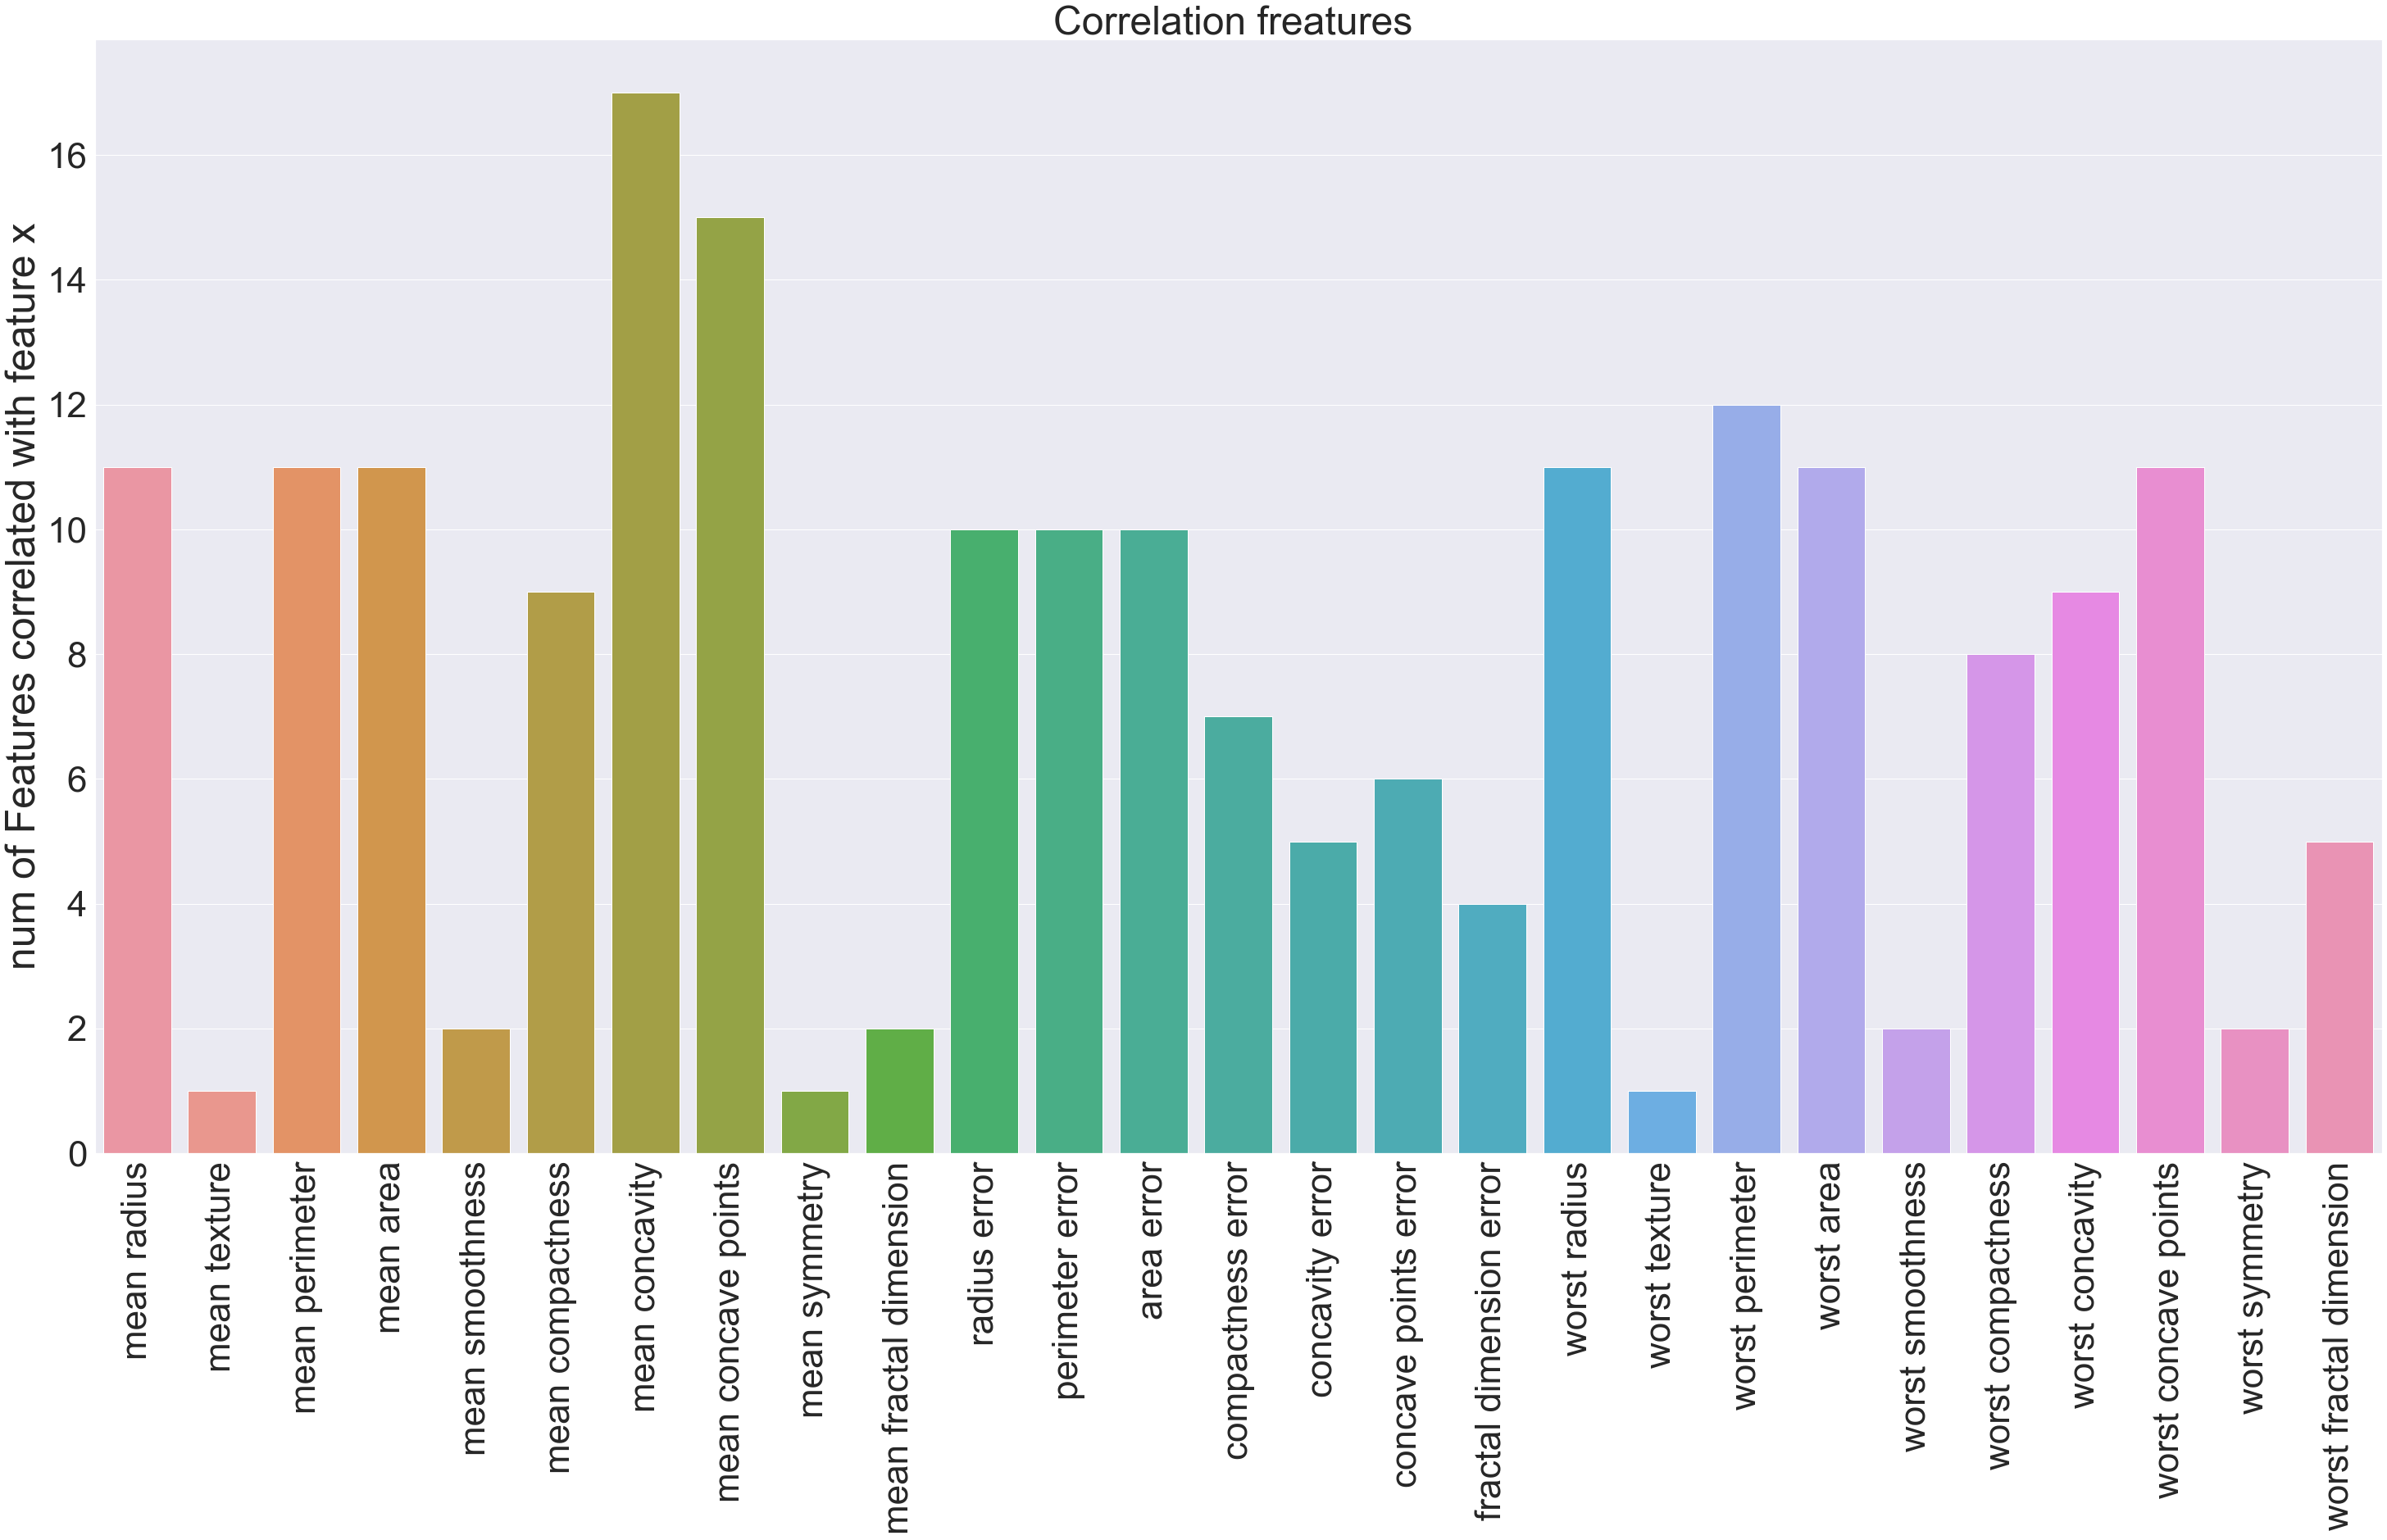 Correlation freatures
num of Features correlated with feature x
16
14
12
10
8
6
4
2
0
mean radius
mean texture
mean perimeter
mean area
mean smoothness
mean compactness
mean concavity
mean concave points
mean symmetry
mean fractal dimension
radius error
perimeter error
area error
compactness error
concavity error
concave points error
fractal dimension error
worst radius
worst texture
worst perimeter
worst area
worst smoothness
worst compactness
worst concavity
worst concave points
worst symmetry
worst fractal dimension